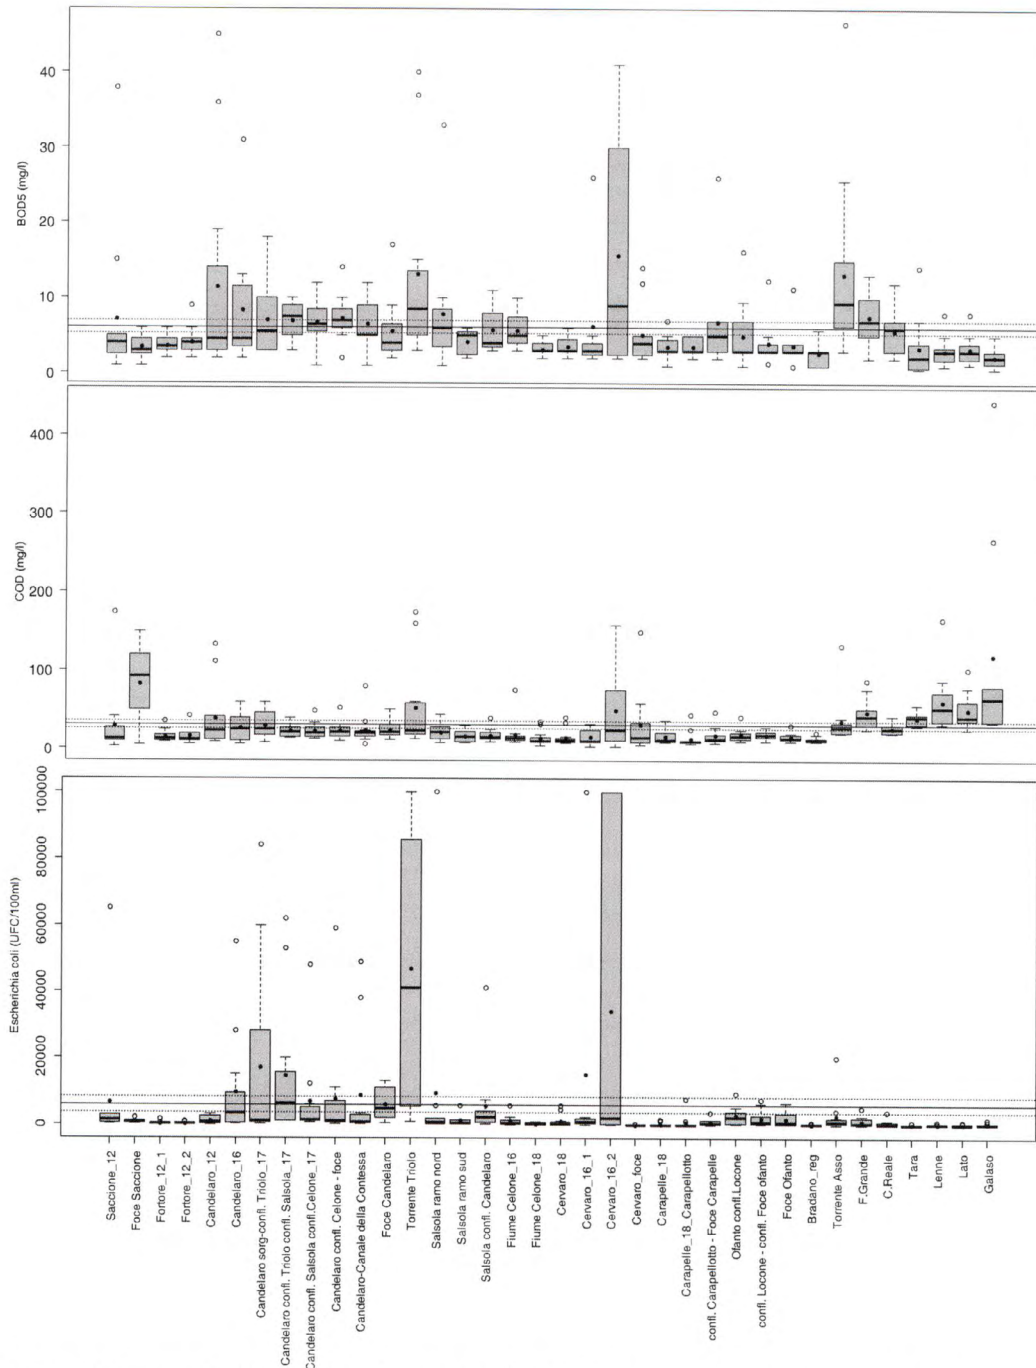 BOD5 (mg/l)
40
30
20
10
0
COD (mg/l)
400
300
200
100
0
Escherichia coli (UFC/100ml)
100000
80000
60000
40000
20000
0
Saccione_12
Foce Saccione
Fortore_12_1
Fortore_12_2
Candelaro_12
Candelaro_16
Candelaro sorg-confl. Triolo_17
Candelaro confl. Triolo confl. Salsola_17
Candelaro confl. Salsola confl.Celone_17
Candelaro confl. Celone - foce
Candelaro-Canale della Contessa
Foce Candelaro
Torrente Triolo
Salsola ramo nord
Salsola ramo sud
Salsola confl. Candelaro
Fiume Celone_16
Fiume Celone_18
Cervaro_18
Cervaro_16_1
Cervaro_16_2
Cervaro_foce
Carapelle_18
Carapelle_18_Carapellotto
confl. Carapellotto - Foce Carapelle
Ofanto confl.Locone
confl. Locone - confl. Foce ofanto
Foce Ofanto
Bradano_reg
Torrente Asso
F.Grande
C.Reale
Tara
Lenne
Lato
Galaso